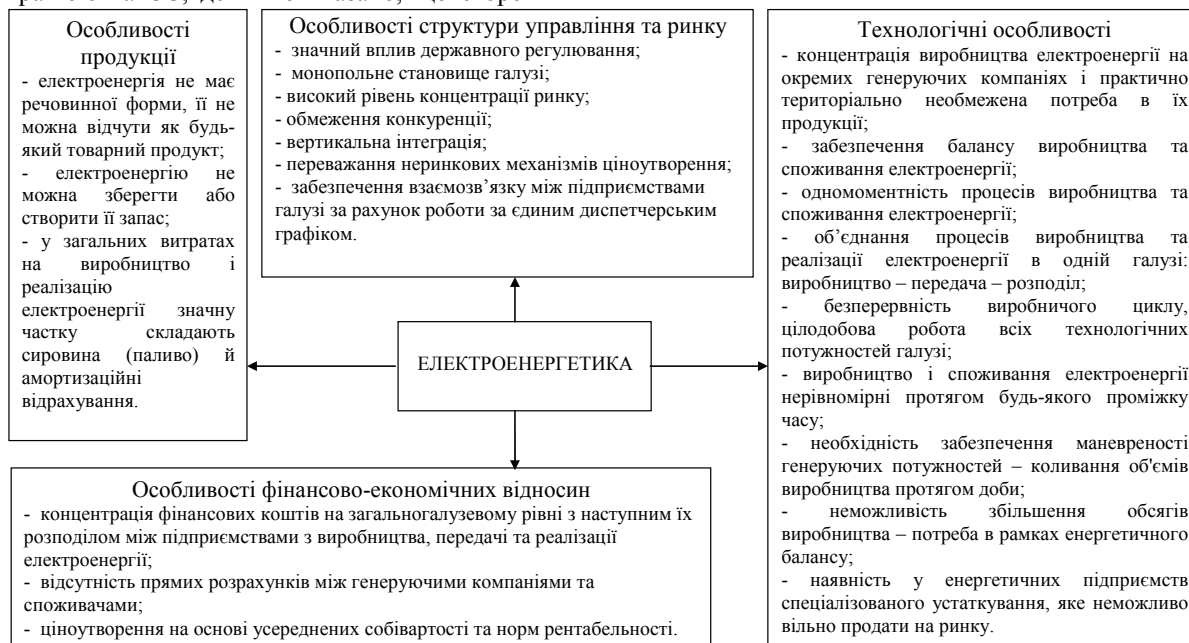 Особливості
продукції
- електроенергія не має
речовинної форми, її не
можна відчути як будь-
який товарний продукт;
- електроенергію не
можна зберегти або
створити її запас;
- у загальних витратах
на виробництво і
реалізацію
електроенергії значну
частку складають
сировина (паливо) й
амортизаційні
відрахування.
Особливості структури управління та ринку
- значний вплив державного регулювання;
- монопольне становище галузі;
- високий рівень концентрації ринку;
- обмеження конкуренції;
- вертикальна інтеграція;
- переважання неринкових механізмів ціноутворення;
- забезпечення взаємозв’язку між підприємствами
галузі за рахунок роботи за єдиним диспетчерським
графіком.
ЕЛЕКТРОЕНЕРГЕТИКА
Особливості фінансово-економічних відносин
- концентрація фінансових коштів на загальногалузевому рівні з наступним їх
розподілом між підприємствами з виробництва, передачі та реалізації
електроенергії;
- відсутність прямих розрахунків між генеруючими компаніями та
споживачами;
- ціноутворення на основі усереднених собівартості та норм рентабельності.
Технологічні особливості
- концентрація виробництва електроенергії на
окремих генеруючих компаніях і практично
територіально необмежена потреба в їх
продукції;
- забезпечення балансу виробництва та
споживання електроенергії;
- одномоментність процесів виробництва та
споживання електроенергії;
- об’єднання процесів виробництва та
реалізації електроенергії в одній галузі:
виробництво – передача – розподіл;
- безперервність виробничого циклу,
цілодобова робота всіх технологічних
потужностей галузі;
- виробництво і споживання електроенергії
нерівномірні протягом будь-якого проміжку
часу;
- необхідність забезпечення маневреності
генеруючих потужностей – коливання об'ємів
виробництва протягом доби;
- неможливість збільшення обсягів
виробництва – потреба в рамках енергетичного
балансу;
- наявність у енергетичних підприємств
спеціалізованого устаткування, яке неможливо
вільно продати на ринку.